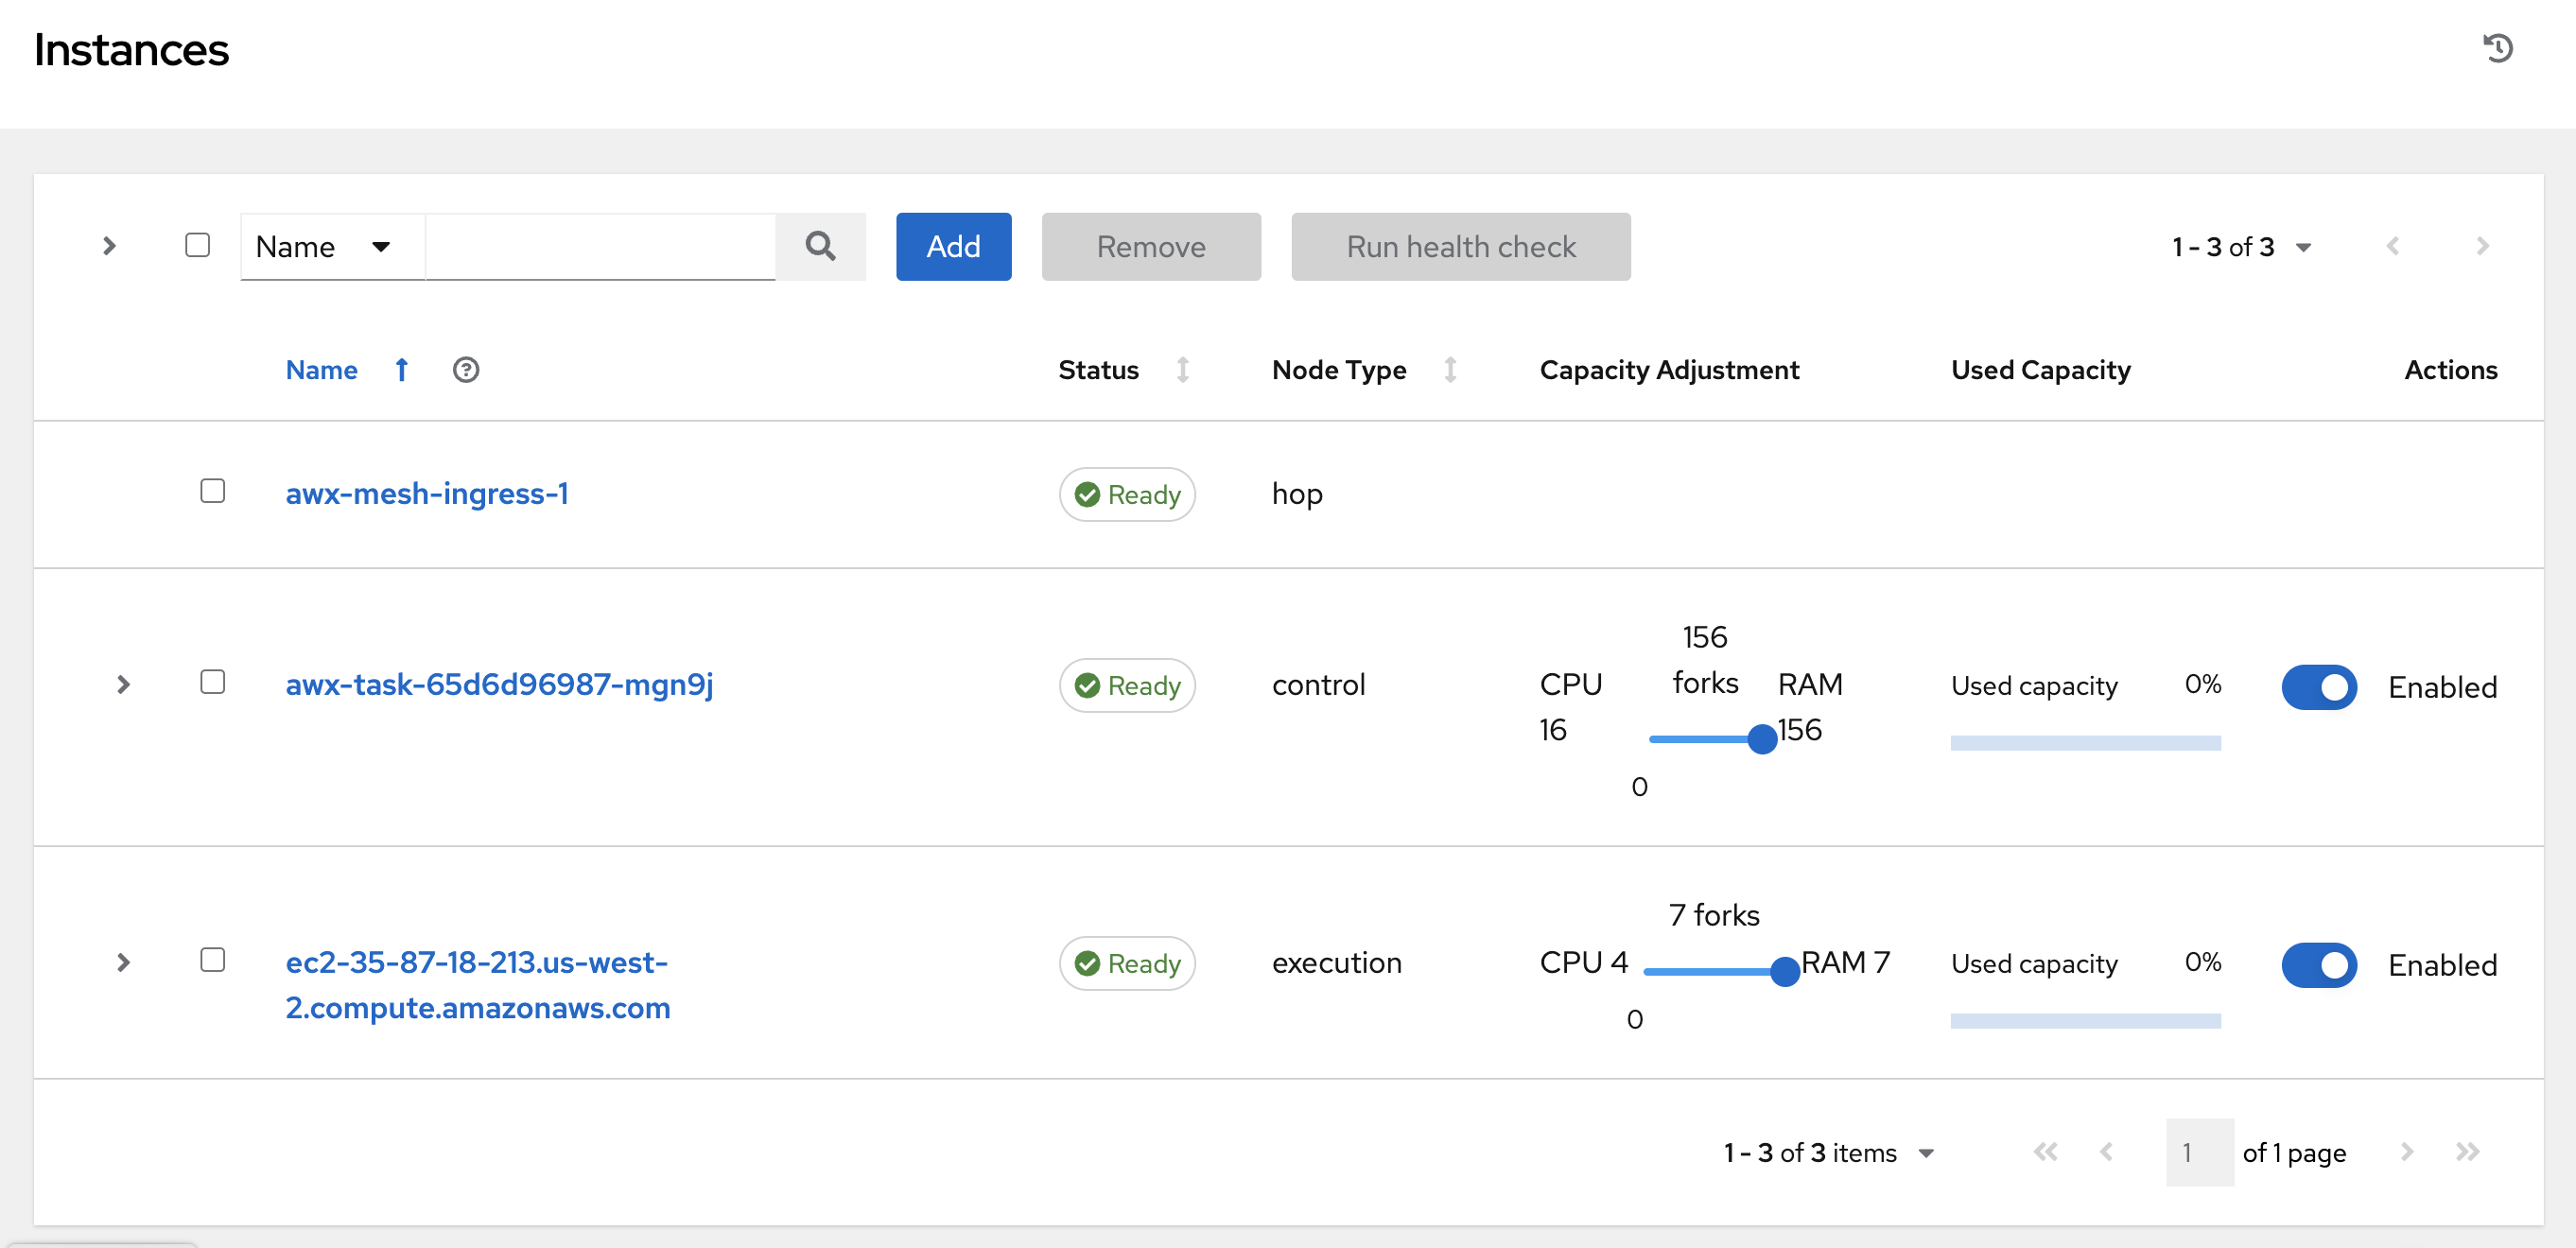 Instances
Name
Add
Remove
Run health check
1 - 3 of 3
Name
Status
Node Type
Capacity Adjustment
Used Capacity
Actions
awx-mesh-ingress-1
Ready
hop
awx-task-65d6d96987-mgn9j
Ready
control
CPU
16
156
forks
RAM
156
0
Used capacity
0%
Enabled
ec2-35-87-18-213.us-west-
2.compute.amazonaws.com
Ready
execution
CPU 4
7 forks
RAM 7
0
Used capacity
0%
Enabled
1 - 3 of 3 items
1
of 1 page